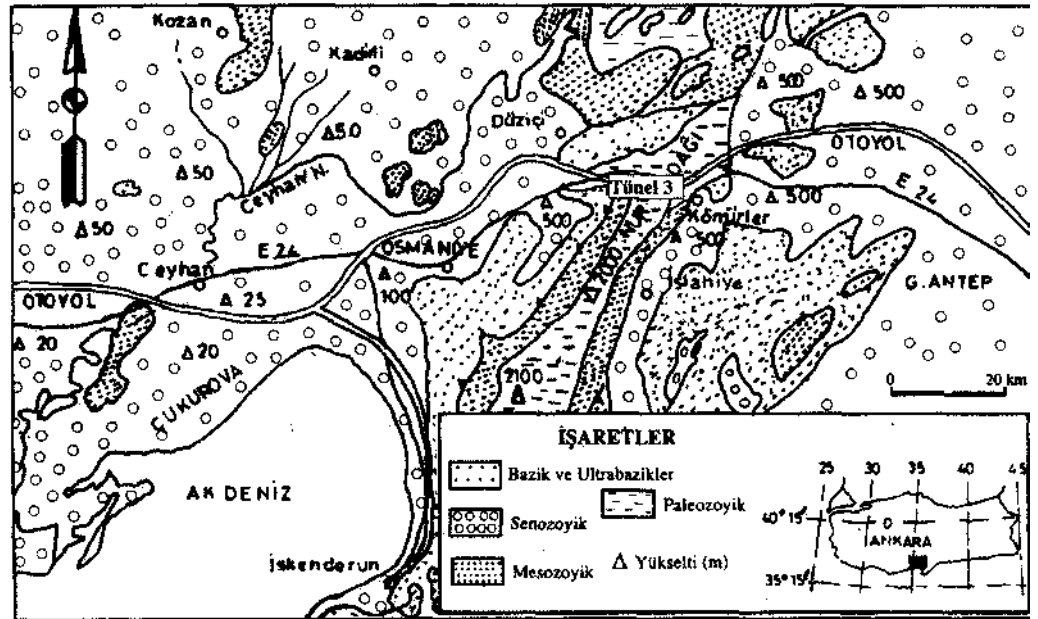 Kozan
Kadirli
Δ 500
Δ 500
Düziçi
Δ 50
Δ 50
OTOYOL
Ceyhan N.
Tünel 3
DAĞI
E 24
Δ 50
Δ 500
Δ 500
Kömürler
OSMANİYE
Δ 500
E 24
Ceyhan
Δ 100
İslahiye
G. ANTEP
OTOYOL
Δ 25
Δ 20
Δ 20
0 20 km
ÇUKUROVA
2100
Δ
İŞARETLER
Bazik ve Ultrabazikler
Paleozoyik
Senozoyik
Mesozoyik
Δ Yükselti (m)
25 30 35 40 45
40° 15'
ANKARA
35° 15'
AKDENİZ
İskenderun